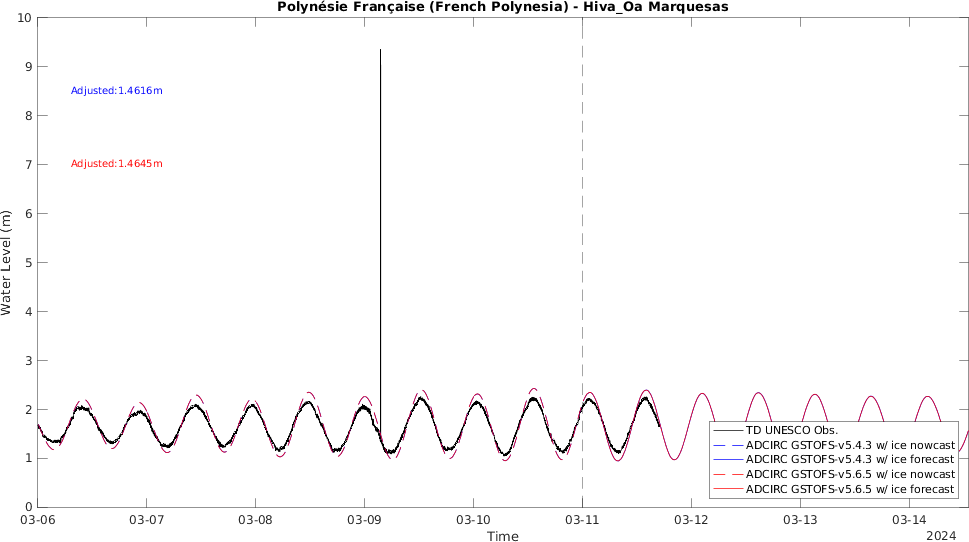 Polynésie Française (French Polynesia) - Hiva_Oa Marquesas
10
9
8
7
6
5
4
3
2
1
0
Water Level (m)
Adjusted:1.4616m
Adjusted:1.4645m
TD UNESCO Obs.
ADCIRC GSTOFS-v5.4.3 w/ ice nowcast
ADCIRC GSTOFS-v5.4.3 w/ ice forecast
ADCIRC GSTOFS-v5.6.5 w/ ice nowcast
ADCIRC GSTOFS-v5.6.5 w/ ice forecast
03-06 03-07 03-08 03-09 03-10 03-11 03-12 03-13 03-14
Time
2024